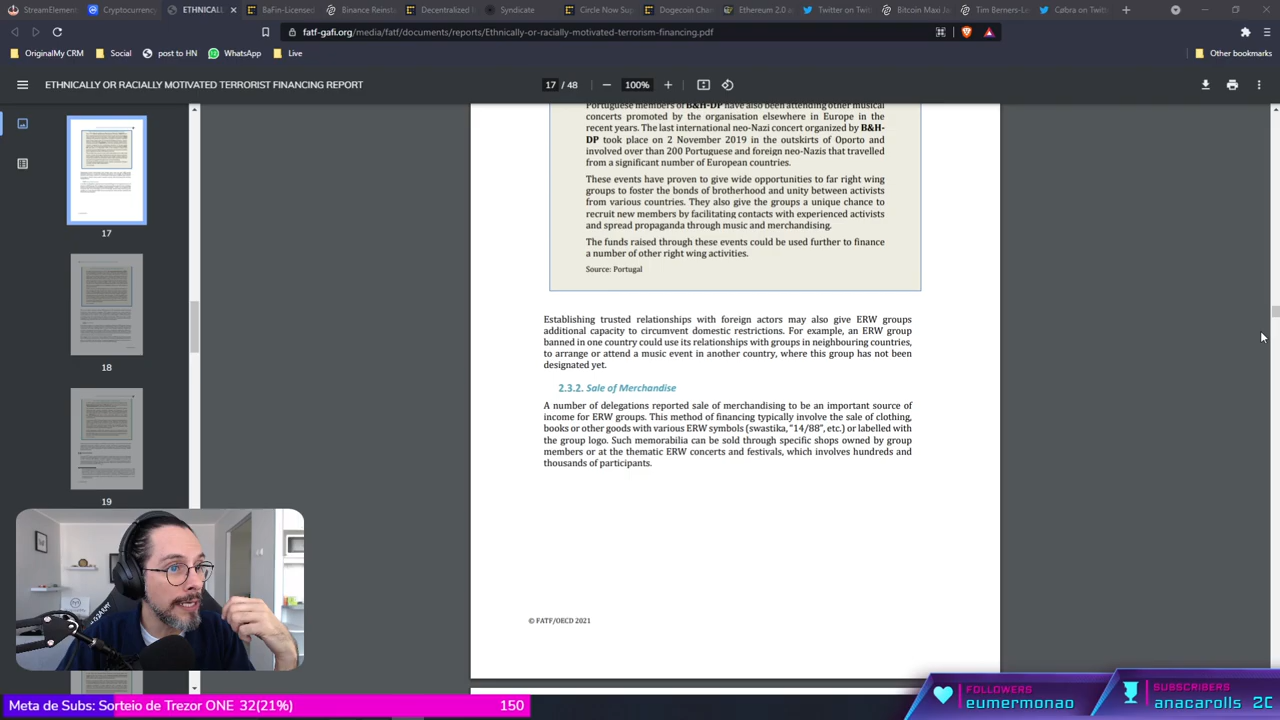 StreamElemen
Cryptocurrency
ETHNICALL
BaFin-Licensed
Binance Reinsta
Decentralized I
Syndicate
Circle Now Sup
Dogecoin Chan
Ethereum 2.0 a
Twitter on Twit
Bitcoin Maxi Ja
Tim Berners-Le
Cøbra on Twitt
fatf-gafi.org/media/fatf/documents/reports/Ethnically-or-racially-motivated-terrorism-financing.pdf
OriginalMy CRM
Social
post to HN
WhatsApp
Live
Other bookmarks
ETHNICALLY OR RACIALLY MOTIVATED TERRORIST FINANCING REPORT
17 / 48
100%
Portuguese members of B&H-DP have also been attending other musical
concerts promoted by the organisation elsewhere in Europe in the
recent years. The last international neo-Nazi concert organized by B&H-
DP took place on 2 November 2019 in the outskirts of Oporto and
involved over than 200 Portuguese and foreign neo-Nazis that travelled
from a significant number of European countries.
These events have proven to give wide opportunities to far right wing
groups to foster the bonds of brotherhood and unity between activists
from various countries. They also give the groups a unique chance to
recruit new members by facilitating contacts with experienced activists
and spread propaganda through music and merchandising.
The funds raised through these events could be used further to finance
a number of other right wing activities.
Source: Portugal
Establishing trusted relationships with foreign actors may also give ERW groups
additional capacity to circumvent domestic restrictions. For example, an ERW group
banned in one country could use its relationships with groups in neighbouring countries,
to arrange or attend a music event in another country, where this group has not been
designated yet.
2.3.2. Sale of Merchandise
A number of delegations reported sale of merchandising to be an important source of
income for ERW groups. This method of financing typically involve the sale of clothing,
books or other goods with various ERW symbols (swastika, "14/88", etc.) or labelled with
the group logo. Such memorabilia can be sold through specific shops owned by group
members or at the thematic ERW concerts and festivals, which involves hundreds and
thousands of participants.
© FATF/OECD 2021
17
18
19
Meta de Subs: Sorteio de Trezor ONE 32(21%)
150
FOLLOWERS
eumermonao
SUBSCRIBERS
anacarolls 20